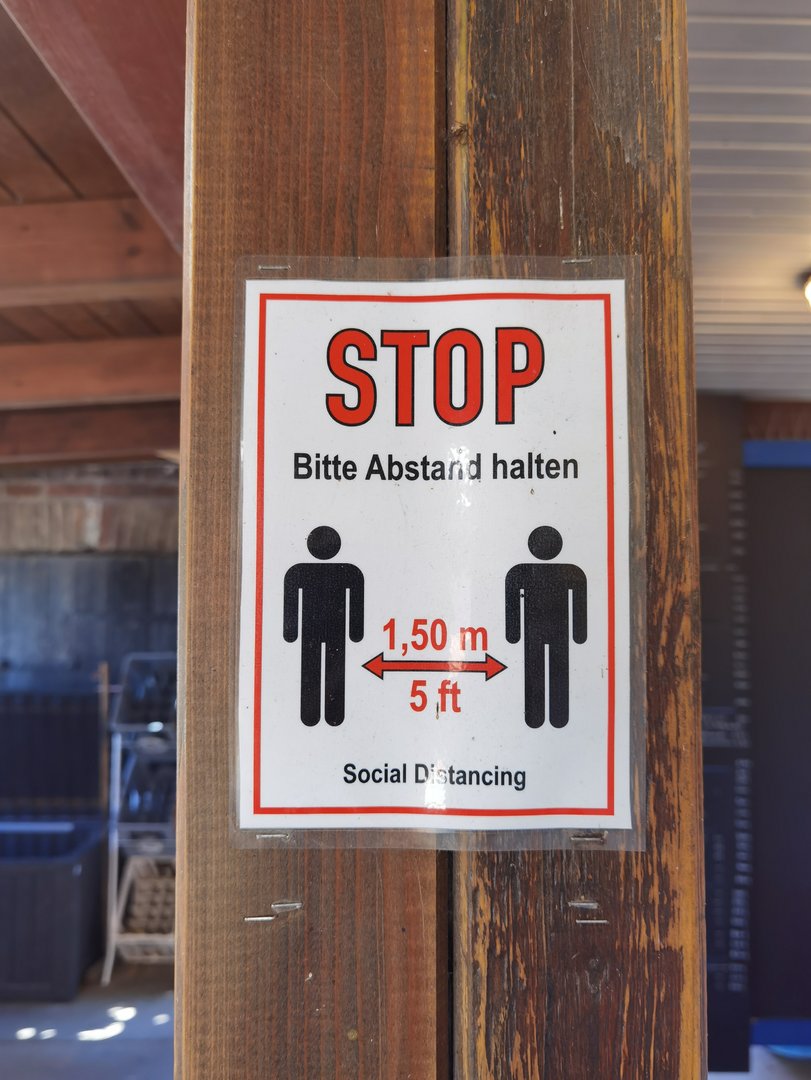 STOP
Bitte Abstand halten
1,50 m
5 ft
Social Distancing